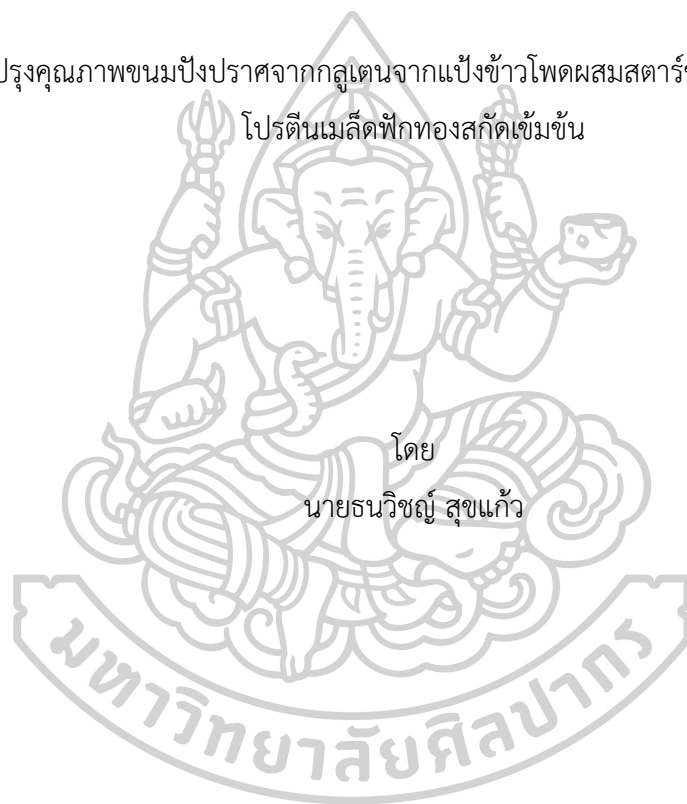 ปรุงคุณภาพขนมปังปราศจากกลูเตนจากแป้งข้าวโพดผสมสตาร์
โปรตีนเมล็ดฟักทองสกัดเข้มข้น
โดย
นายธนวิชญ์ สุขแก้ว
มหาวิทยาลัยศิลปากร